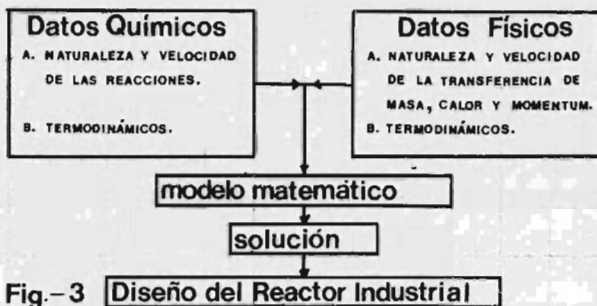 Datos Químicos
A. NATURALEZA Y VELOCIDAD
DE LAS REACCIONES.
B. TERMODINÁMICOS.
Datos Físicos
A. NATURALEZA Y VELOCIDAD
DE LA TRANSFERENCIA DE
MASA, CALOR Y MOMENTUM.
B. TERMODINÁMICOS.
modelo matemático
solución
Fig.-3 Diseño del Reactor Industrial